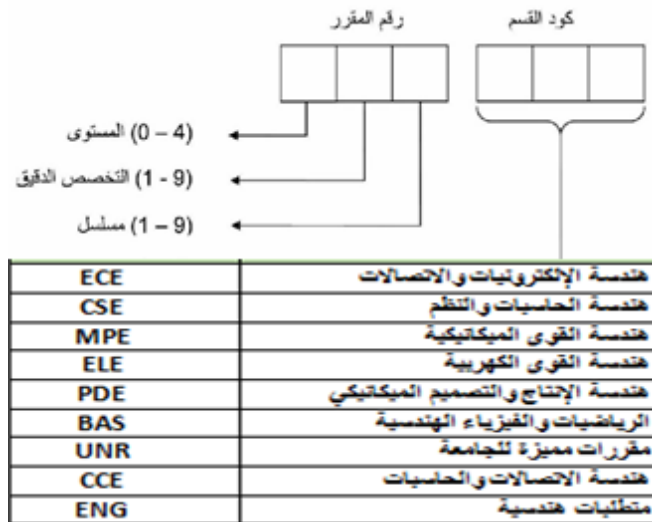 كود القسم
رقم المقرر
(0 – 4) المستوى
(1 - 9) التخصص الدقيق
(1 – 9) مسلسل
هندسة الإلكترونيات والاتصالات ECE
هندسة الحاسبات والنظم CSE
هندسة القوى الميكانيكية MPE
هندسة القوى الكهربية ELE
هندسة الإنتاج والتصميم الميكانيكي PDE
الرياضيات والفيزياء الهندسية BAS
مقررات مميزة للجامعة UNR
هندسة الاتصالات والحاسبات CCE
متطلبات هندسية ENG